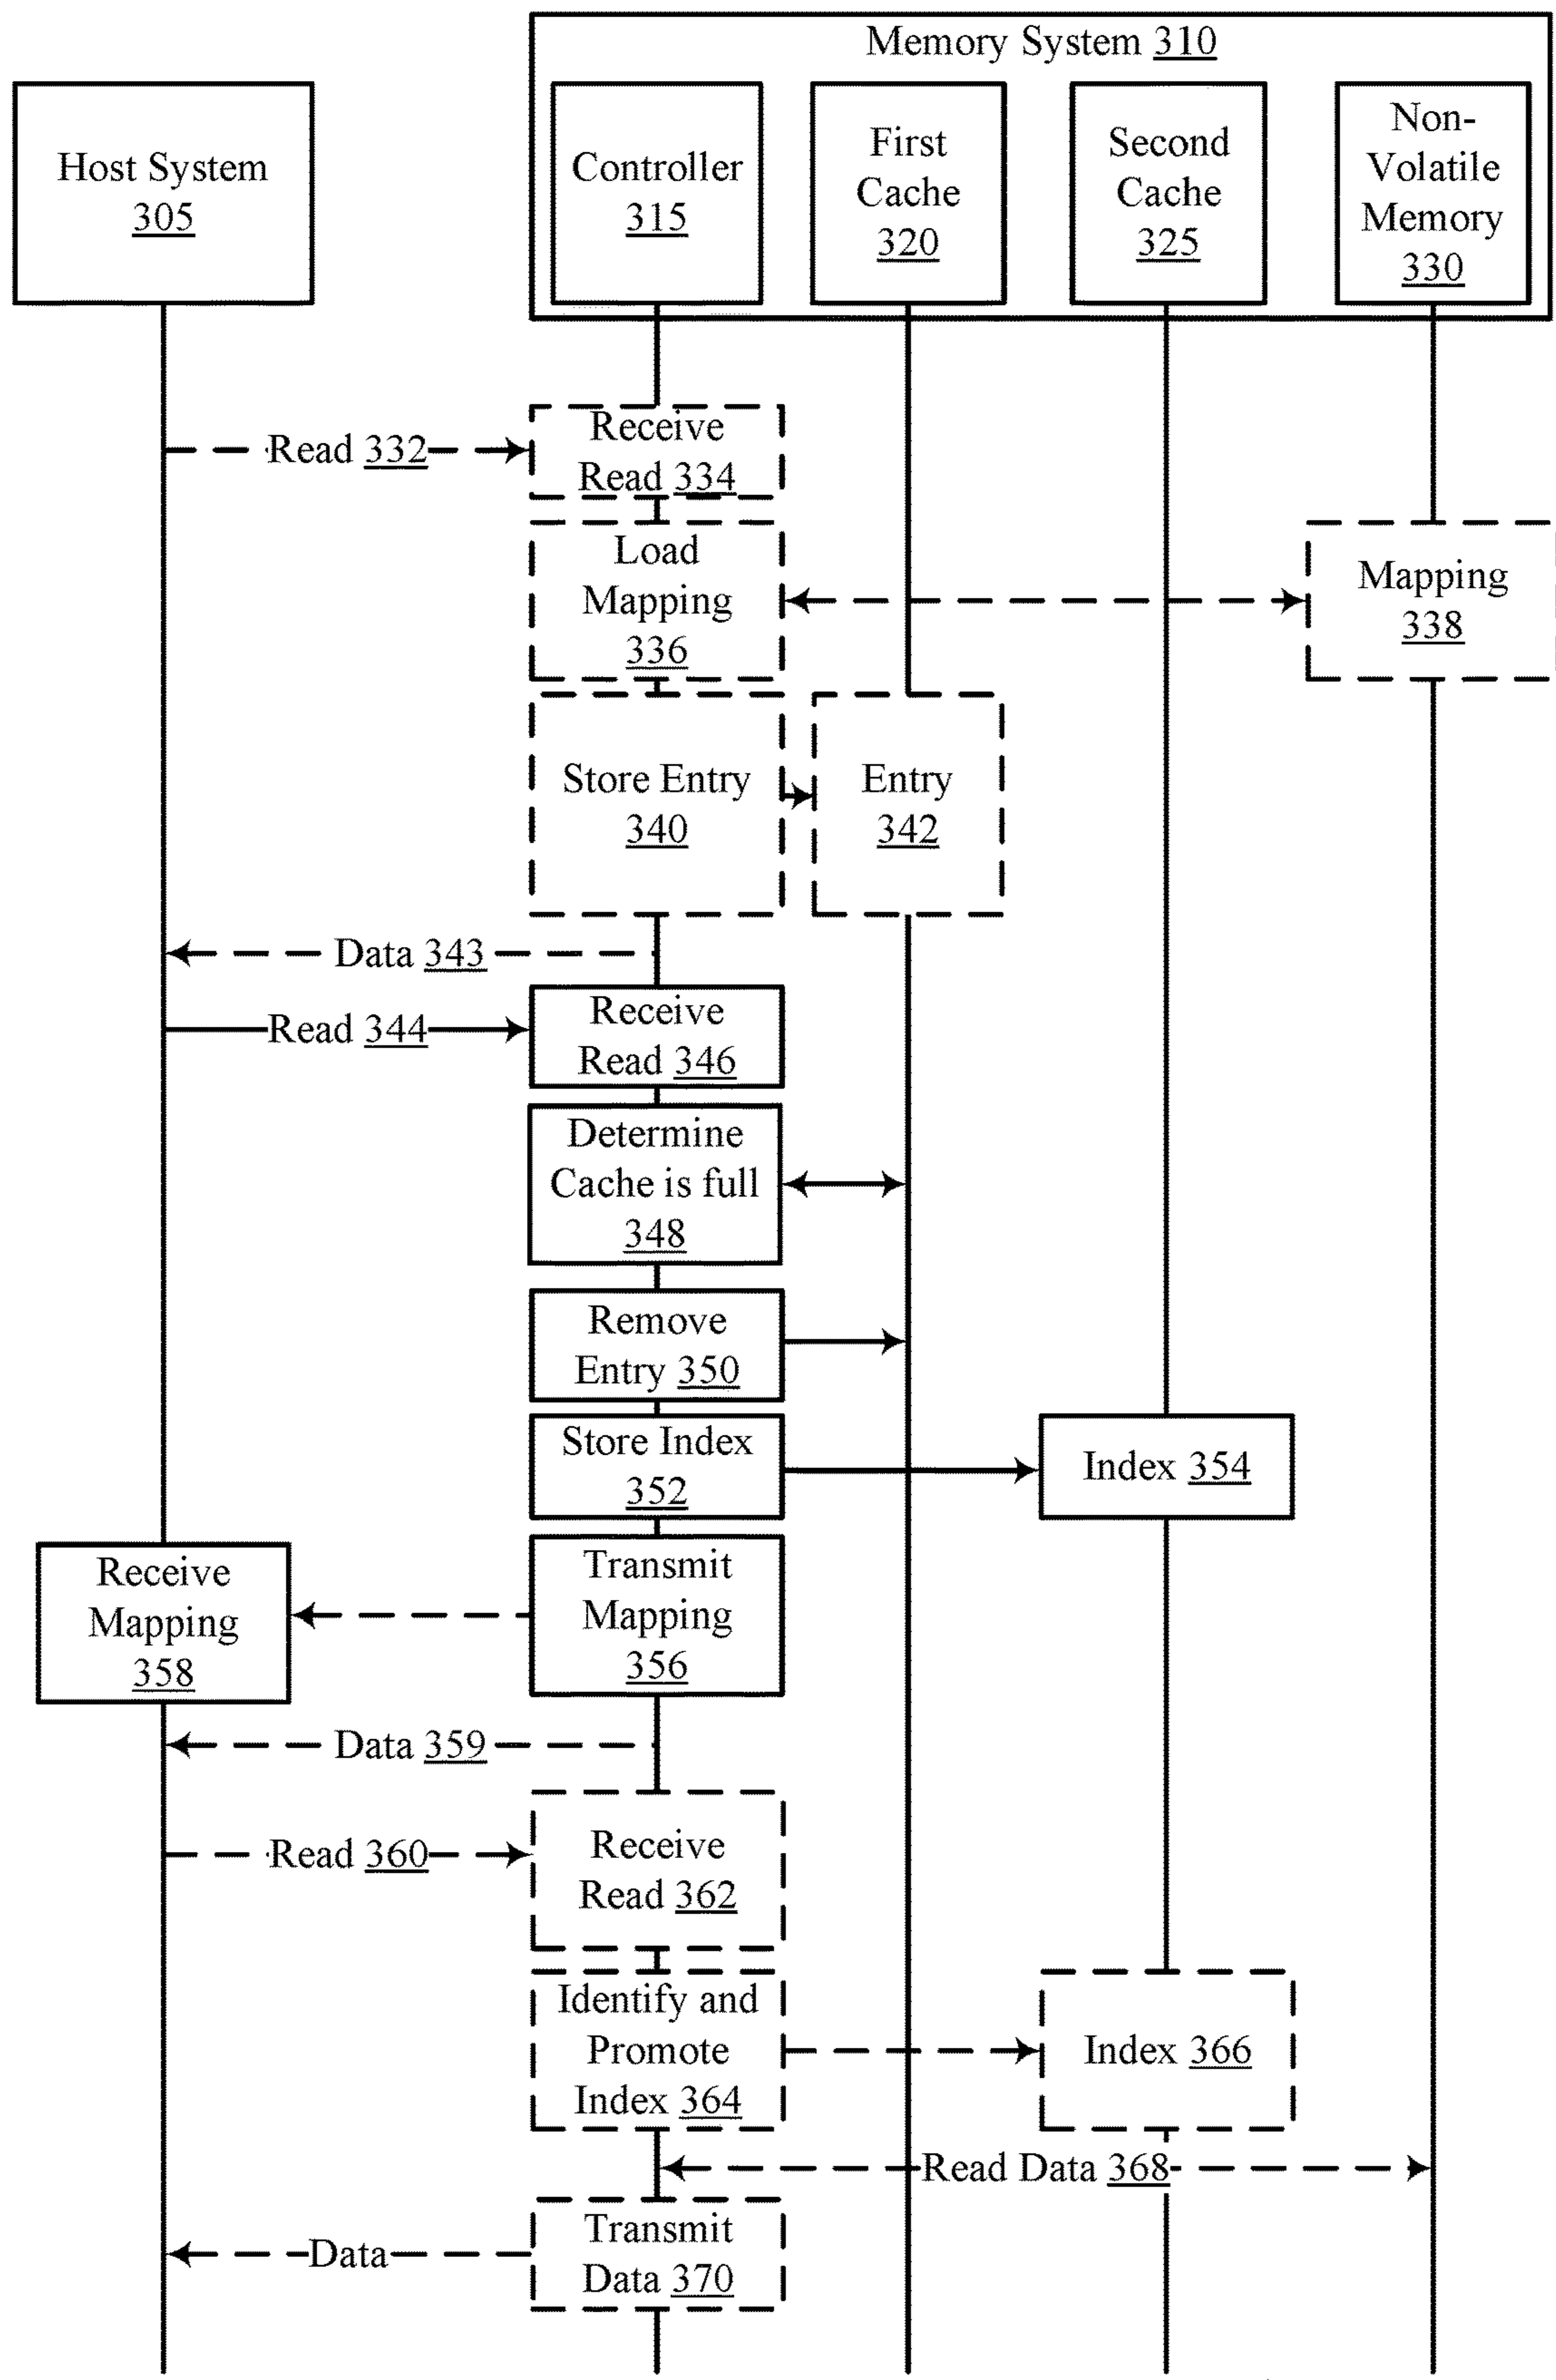 Memory System 310
Host System
305
Controller
315
First
Cache
320
Second
Cache
325
Non-
Volatile
Memory
330
Read 332
Receive
Read 334
Load
Mapping
336
Mapping
338
Store Entry
340
Entry
342
Data 343
Read 344
Receive
Read 346
Determine
Cache is full
348
Remove
Entry 350
Store Index
352
Index 354
Transmit
Mapping
356
Receive
Mapping
358
Data 359
Read 360
Receive
Read 362
Identify and
Promote
Index 364
Index 366
Read Data 368
Transmit
Data 370
Data